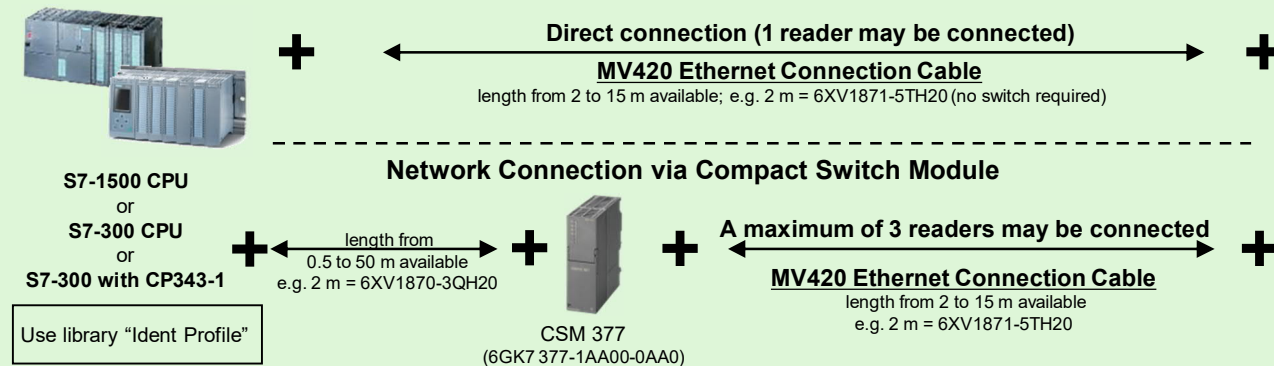 Direct connection (1 reader may be connected)
MV420 Ethernet Connection Cable
length from 2 to 15 m available; e.g. 2 m = 6XV1871-5TH20 (no switch required)
Network Connection via Compact Switch Module
S7-1500 CPU
or
S7-300 CPU
or
S7-300 with CP343-1
Use library “Ident Profile”
length from
0.5 to 50 m available
e.g. 2 m = 6XV1870-3QH20
CSM 377
(6GK7 377-1AA00-0AA0)
A maximum of 3 readers may be connected
MV420 Ethernet Connection Cable
length from 2 to 15 m available
e.g. 2 m = 6XV1871-5TH20